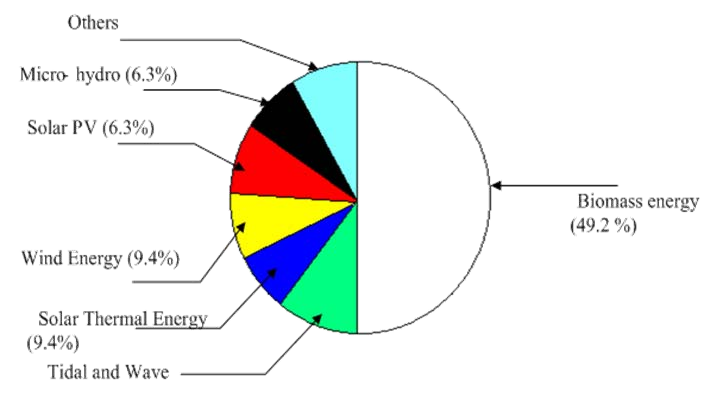 Others
Micro- hydro (6.3%)
Solar PV (6.3%)
Biomass energy
(49.2 %)
Wind Energy (9.4%)
Solar Thermal Energy
(9.4%)
Tidal and Wave